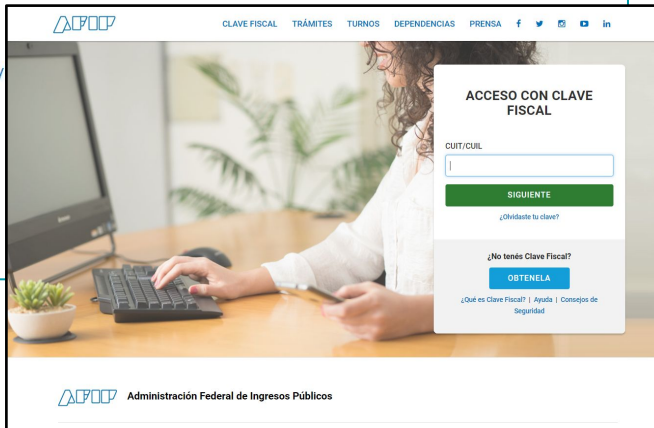 AFIP
CLAVE FISCAL TRÁMITES TURNOS DEPENDENCIAS PRENSA
ACCESO CON CLAVE
FISCAL
CUIT/CUIL
SIGUIENTE
¿Olvidaste tu clave?
¿No tenés Clave Fiscal?
OBTENELA
¿Qué es Clave Fiscal? | Ayuda | Consejos de
Seguridad
AFIP Administración Federal de Ingresos Públicos